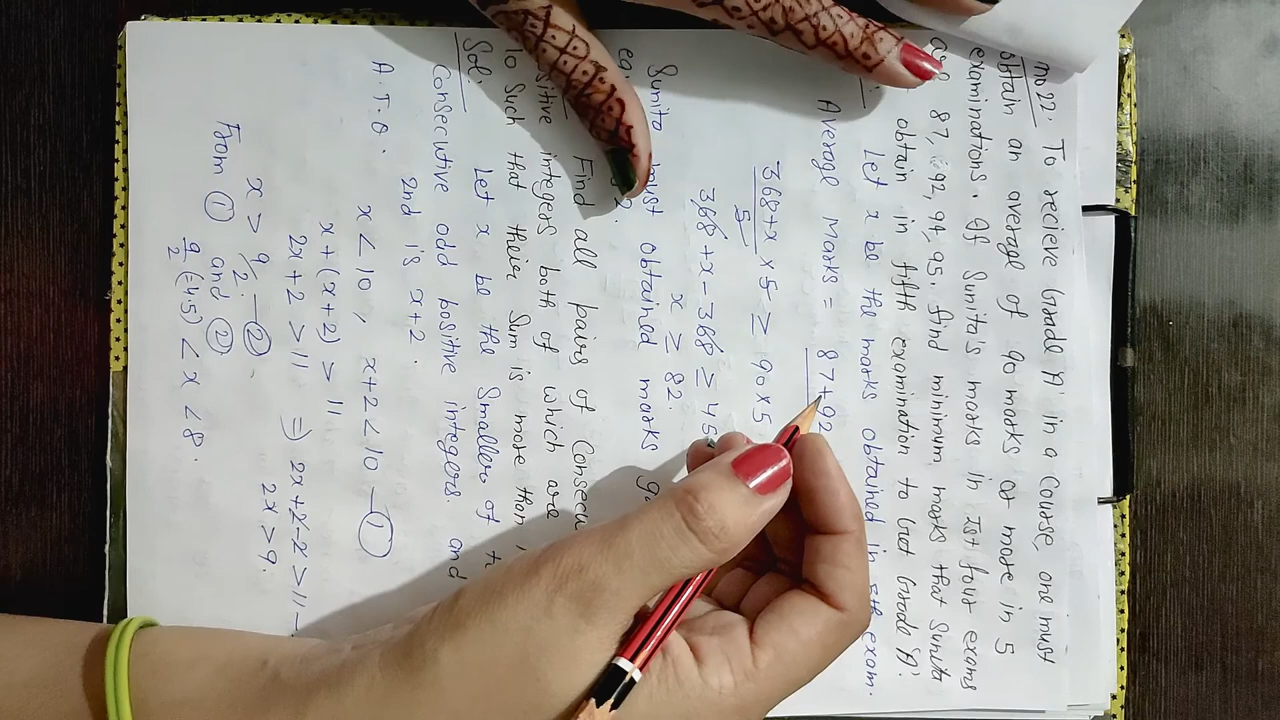 no 22. To recieve Grade 'A' in a Course, one must
obtain an average of 90 marks or more in 5
examinations. If Sunita's marks in Ist four exams
87, 92, 94, 95. find minimum marks that Sunita
obtain in fifth examination to Get Grade 'A'.
Let x be the marks obtained in 5th exam.
Average marks = 87+92
368+x/5 × 5 ≥ 90×5
368 + x - 368 ≥ 45
x ≥ 82.
Sunita must obtained marks
Find all pairs of
sitive integers both of which are
10 Such that their Sum is more than
Sol: Let x be the Smaller of
Consecutive odd positive integers. and
2nd is x+2.
A.T.Q.
x < 10, x+2 < 10 — ①
x+(x+2) > 11
2x+2 > 11 ⇒ 2x+2-2 > 11-
2x > 9.
x > 9/2. — ②
From ① and ②
9/2 (4.5) < x < 8.